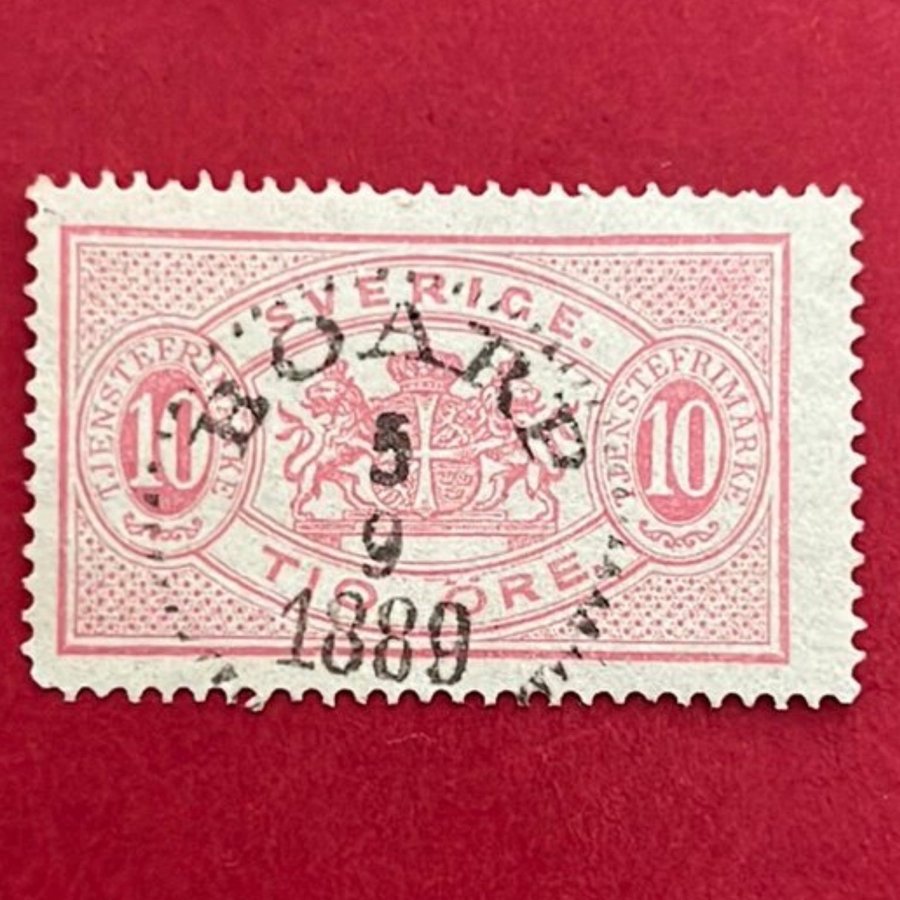 SVERIGE.
BOARP
TJENSTEFRIMÄRKE
10
5
9
1889
TJENSTEFRIMÄRKE
10
TIO ÖRE